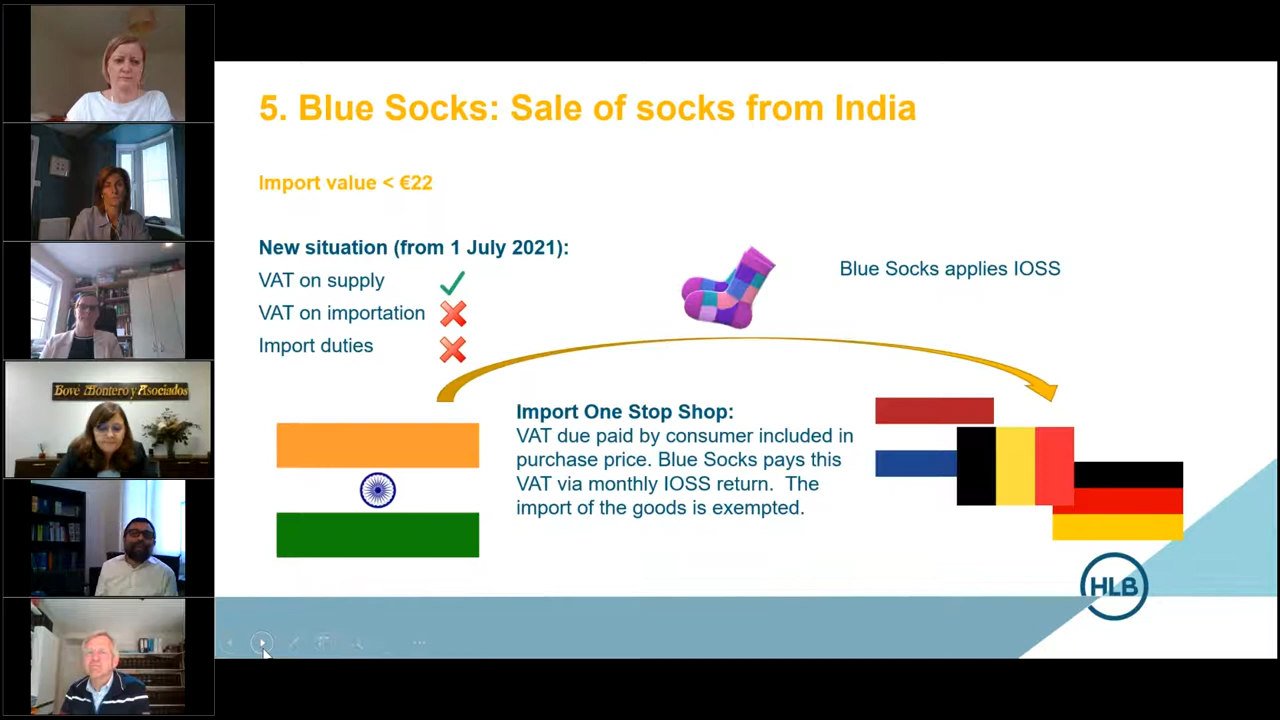 5. Blue Socks: Sale of socks from India
Import value < €22
New situation (from 1 July 2021):
VAT on supply
VAT on importation
Import duties
Blue Socks applies IOSS
Import One Stop Shop:
VAT due paid by consumer included in
purchase price. Blue Socks pays this
VAT via monthly IOSS return. The
import of the goods is exempted.
HLB
Bové Montero y Asociados